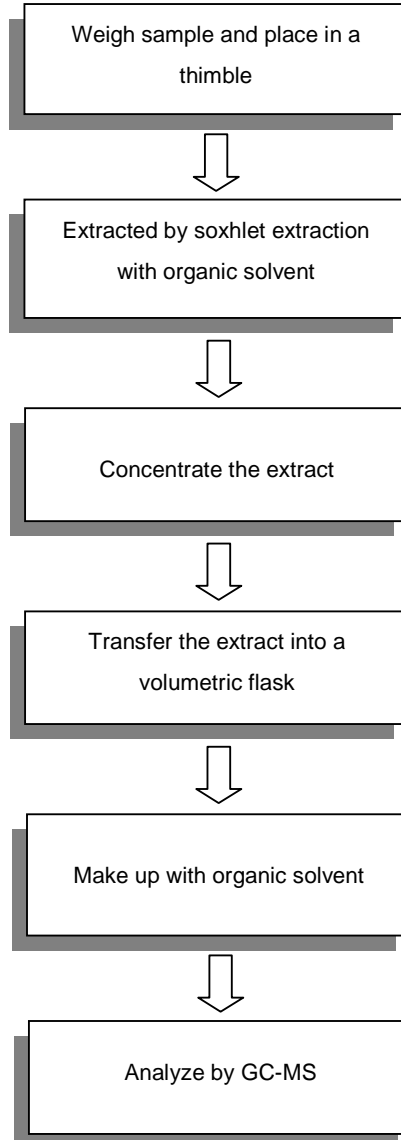 Weigh sample and place in a
thimble
Extracted by soxhlet extraction
with organic solvent
Concentrate the extract
Transfer the extract into a
volumetric flask
Make up with organic solvent
Analyze by GC-MS